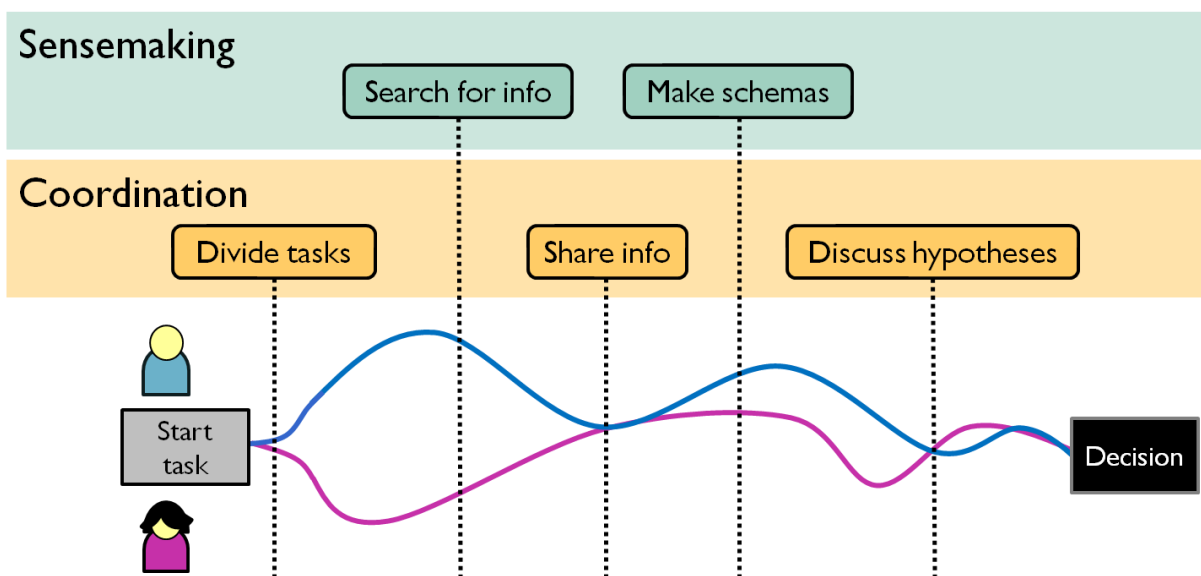 Sensemaking
Search for info
Make schemas
Coordination
Divide tasks
Share info
Discuss hypotheses
Start
task
Decision